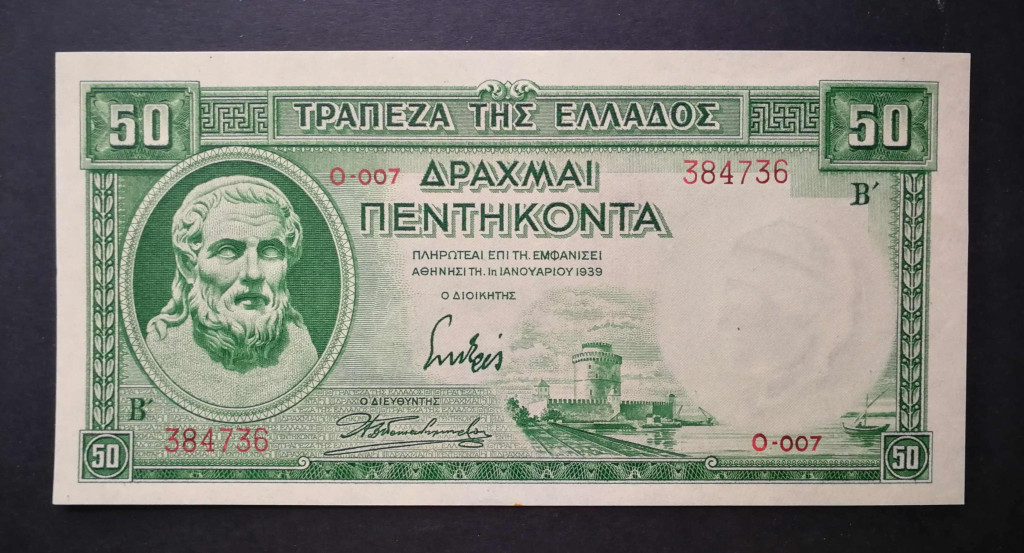 50 ΤΡΑΠΕΖΑ ΤΗΣ ΕΛΛΑΔΟΣ 50
O-007 ΔΡΑΧΜΑΙ 384736
ΠΕΝΤΗΚΟΝΤΑ Β΄
ΠΛΗΡΩΤΕΑΙ ΕΠΙ ΤΗ. ΕΜΦΑΝΙΣΕΙ
ΑΘΗΝΗΣΙ ΤΗ. 1η ΙΑΝΟΥΑΡΙΟΥ 1939
Ο ΔΙΟΙΚΗΤΗΣ
Ο ΔΙΕΥΘΥΝΤΗΣ
Β΄
384736 O-007
50 50